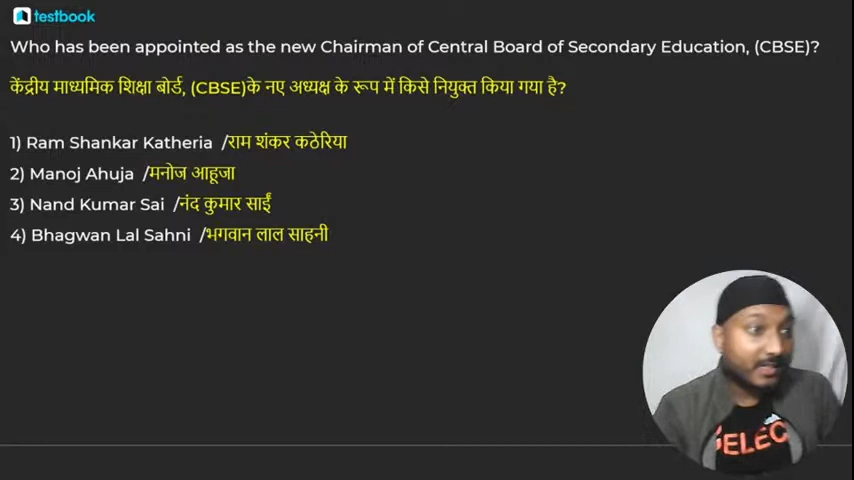 testbook
Who has been appointed as the new Chairman of Central Board of Secondary Education, (CBSE)?
केंद्रीय माध्यमिक शिक्षा बोर्ड, (CBSE)के नए अध्यक्ष के रूप में किसे नियुक्त किया गया है?
1) Ram Shankar Katheria /राम शंकर कठेरिया
2) Manoj Ahuja /मनोज आहूजा
3) Nand Kumar Sai /नंद कुमार साईं
4) Bhagwan Lal Sahni /भगवान लाल साहनी